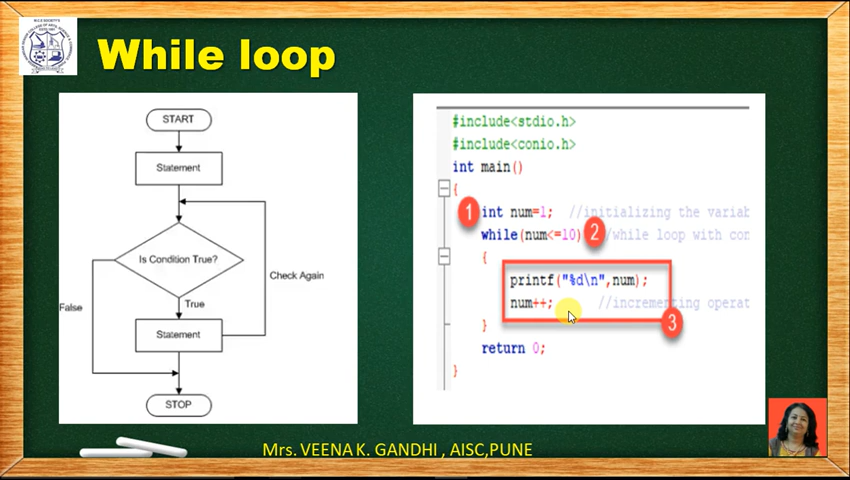 While loop
START
Statement
Is Condition True?
Check Again
False
True
Statement
STOP
#include<stdio.h>
#include<conio.h>
int main()
{
1 int num=1; //initializing the variab
while(num<=10) 2 //while loop with con
{
printf("%d\n",num);
num++; //incrementing operat
3
}
return 0;
}
Mrs. VEENA K. GANDHI , AISC,PUNE